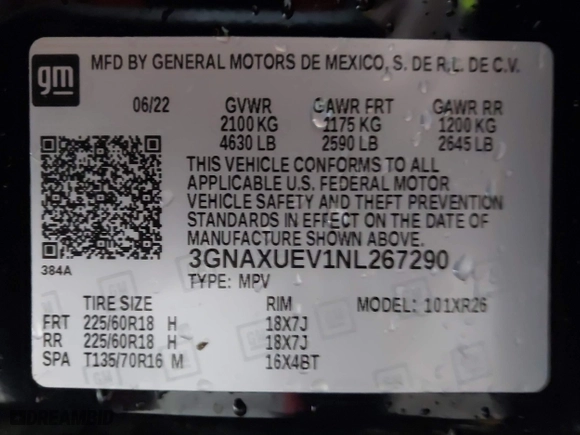 gm
MFD BY GENERAL MOTORS DE MEXICO, S. DE R.L. DE C.V.
06/22 GVWR GAWR FRT GAWR RR
2100 KG 1175 KG 1200 KG
4630 LB 2590 LB 2645 LB
THIS VEHICLE CONFORMS TO ALL
APPLICABLE U.S. FEDERAL MOTOR
VEHICLE SAFETY AND THEFT PREVENTION
STANDARDS IN EFFECT ON THE DATE OF
MANUFACTURE SHOWN ABOVE.
384A
3GNAXUEV1NL267290
TYPE: MPV
TIRE SIZE RIM MODEL: 101XR26
FRT 225/60R18 H 18X7J
RR 225/60R18 H 18X7J
SPA T135/70R16 M 16X4BT
DREAMBID